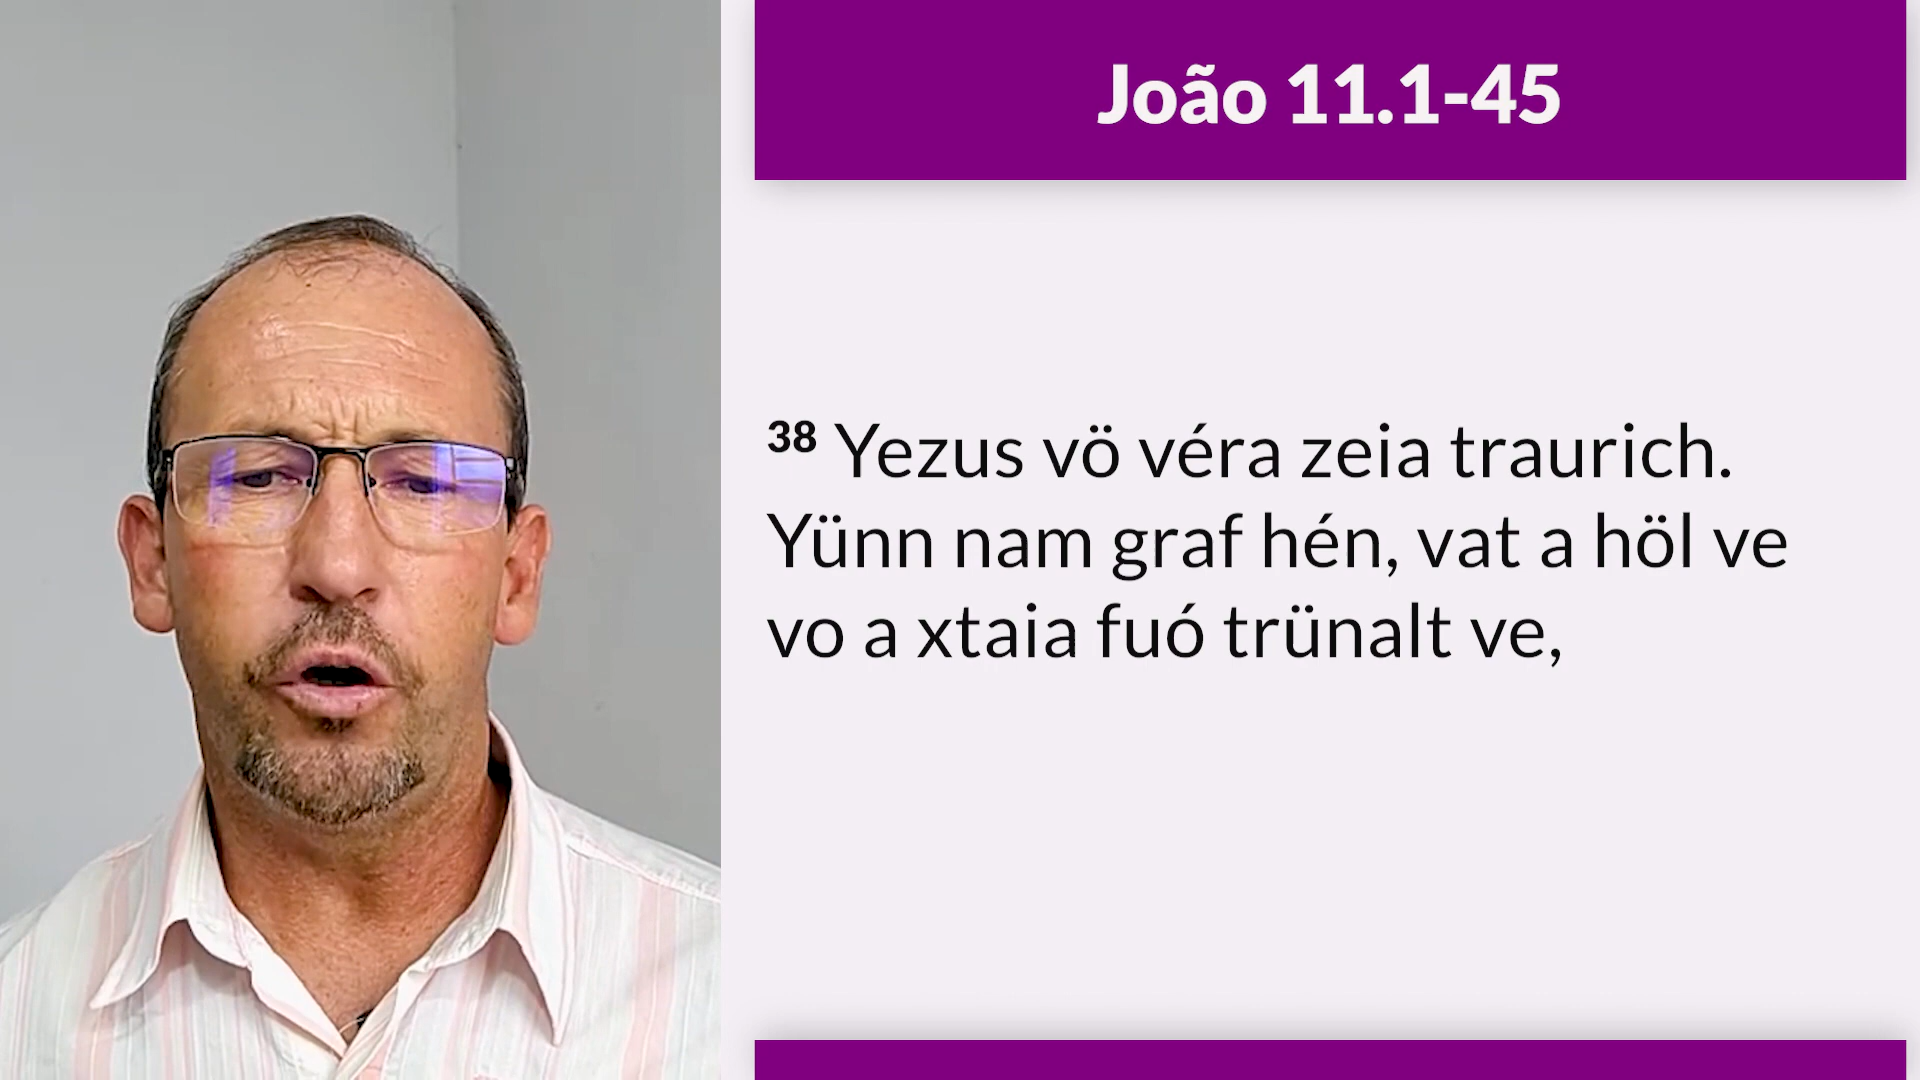 João 11.1-45
38 Yezus vö véra zeia traurich.
Yünn nam graf hén, vat a höl ve
vo a xtaia fuó trünalt ve,